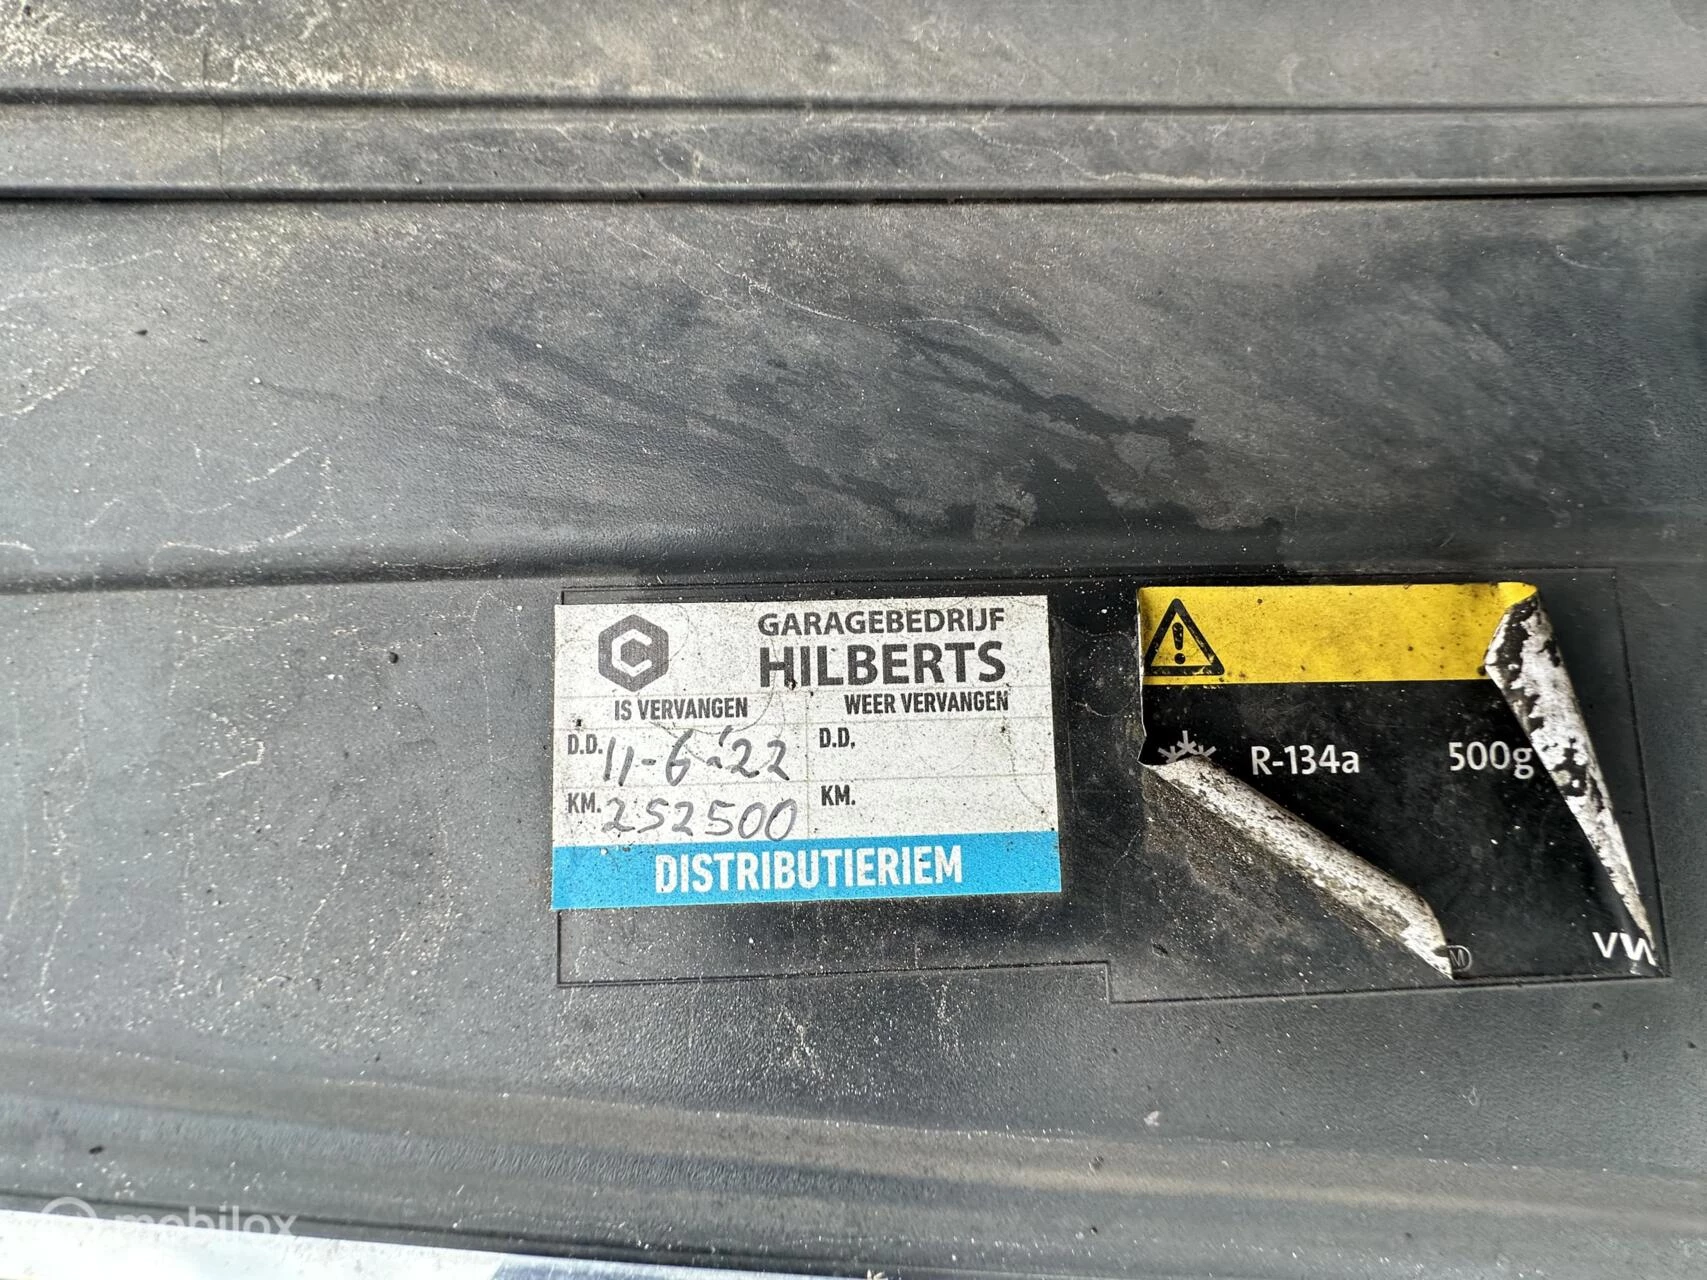 GARAGEBEDRIJF
HILBERTS
IS VERVANGEN
WEER VERVANGEN
D.D. 11-6-'22
D.D.
KM. 252500
KM.
DISTRIBUTIERIEM
R-134a 500g
M
VW
mobilox